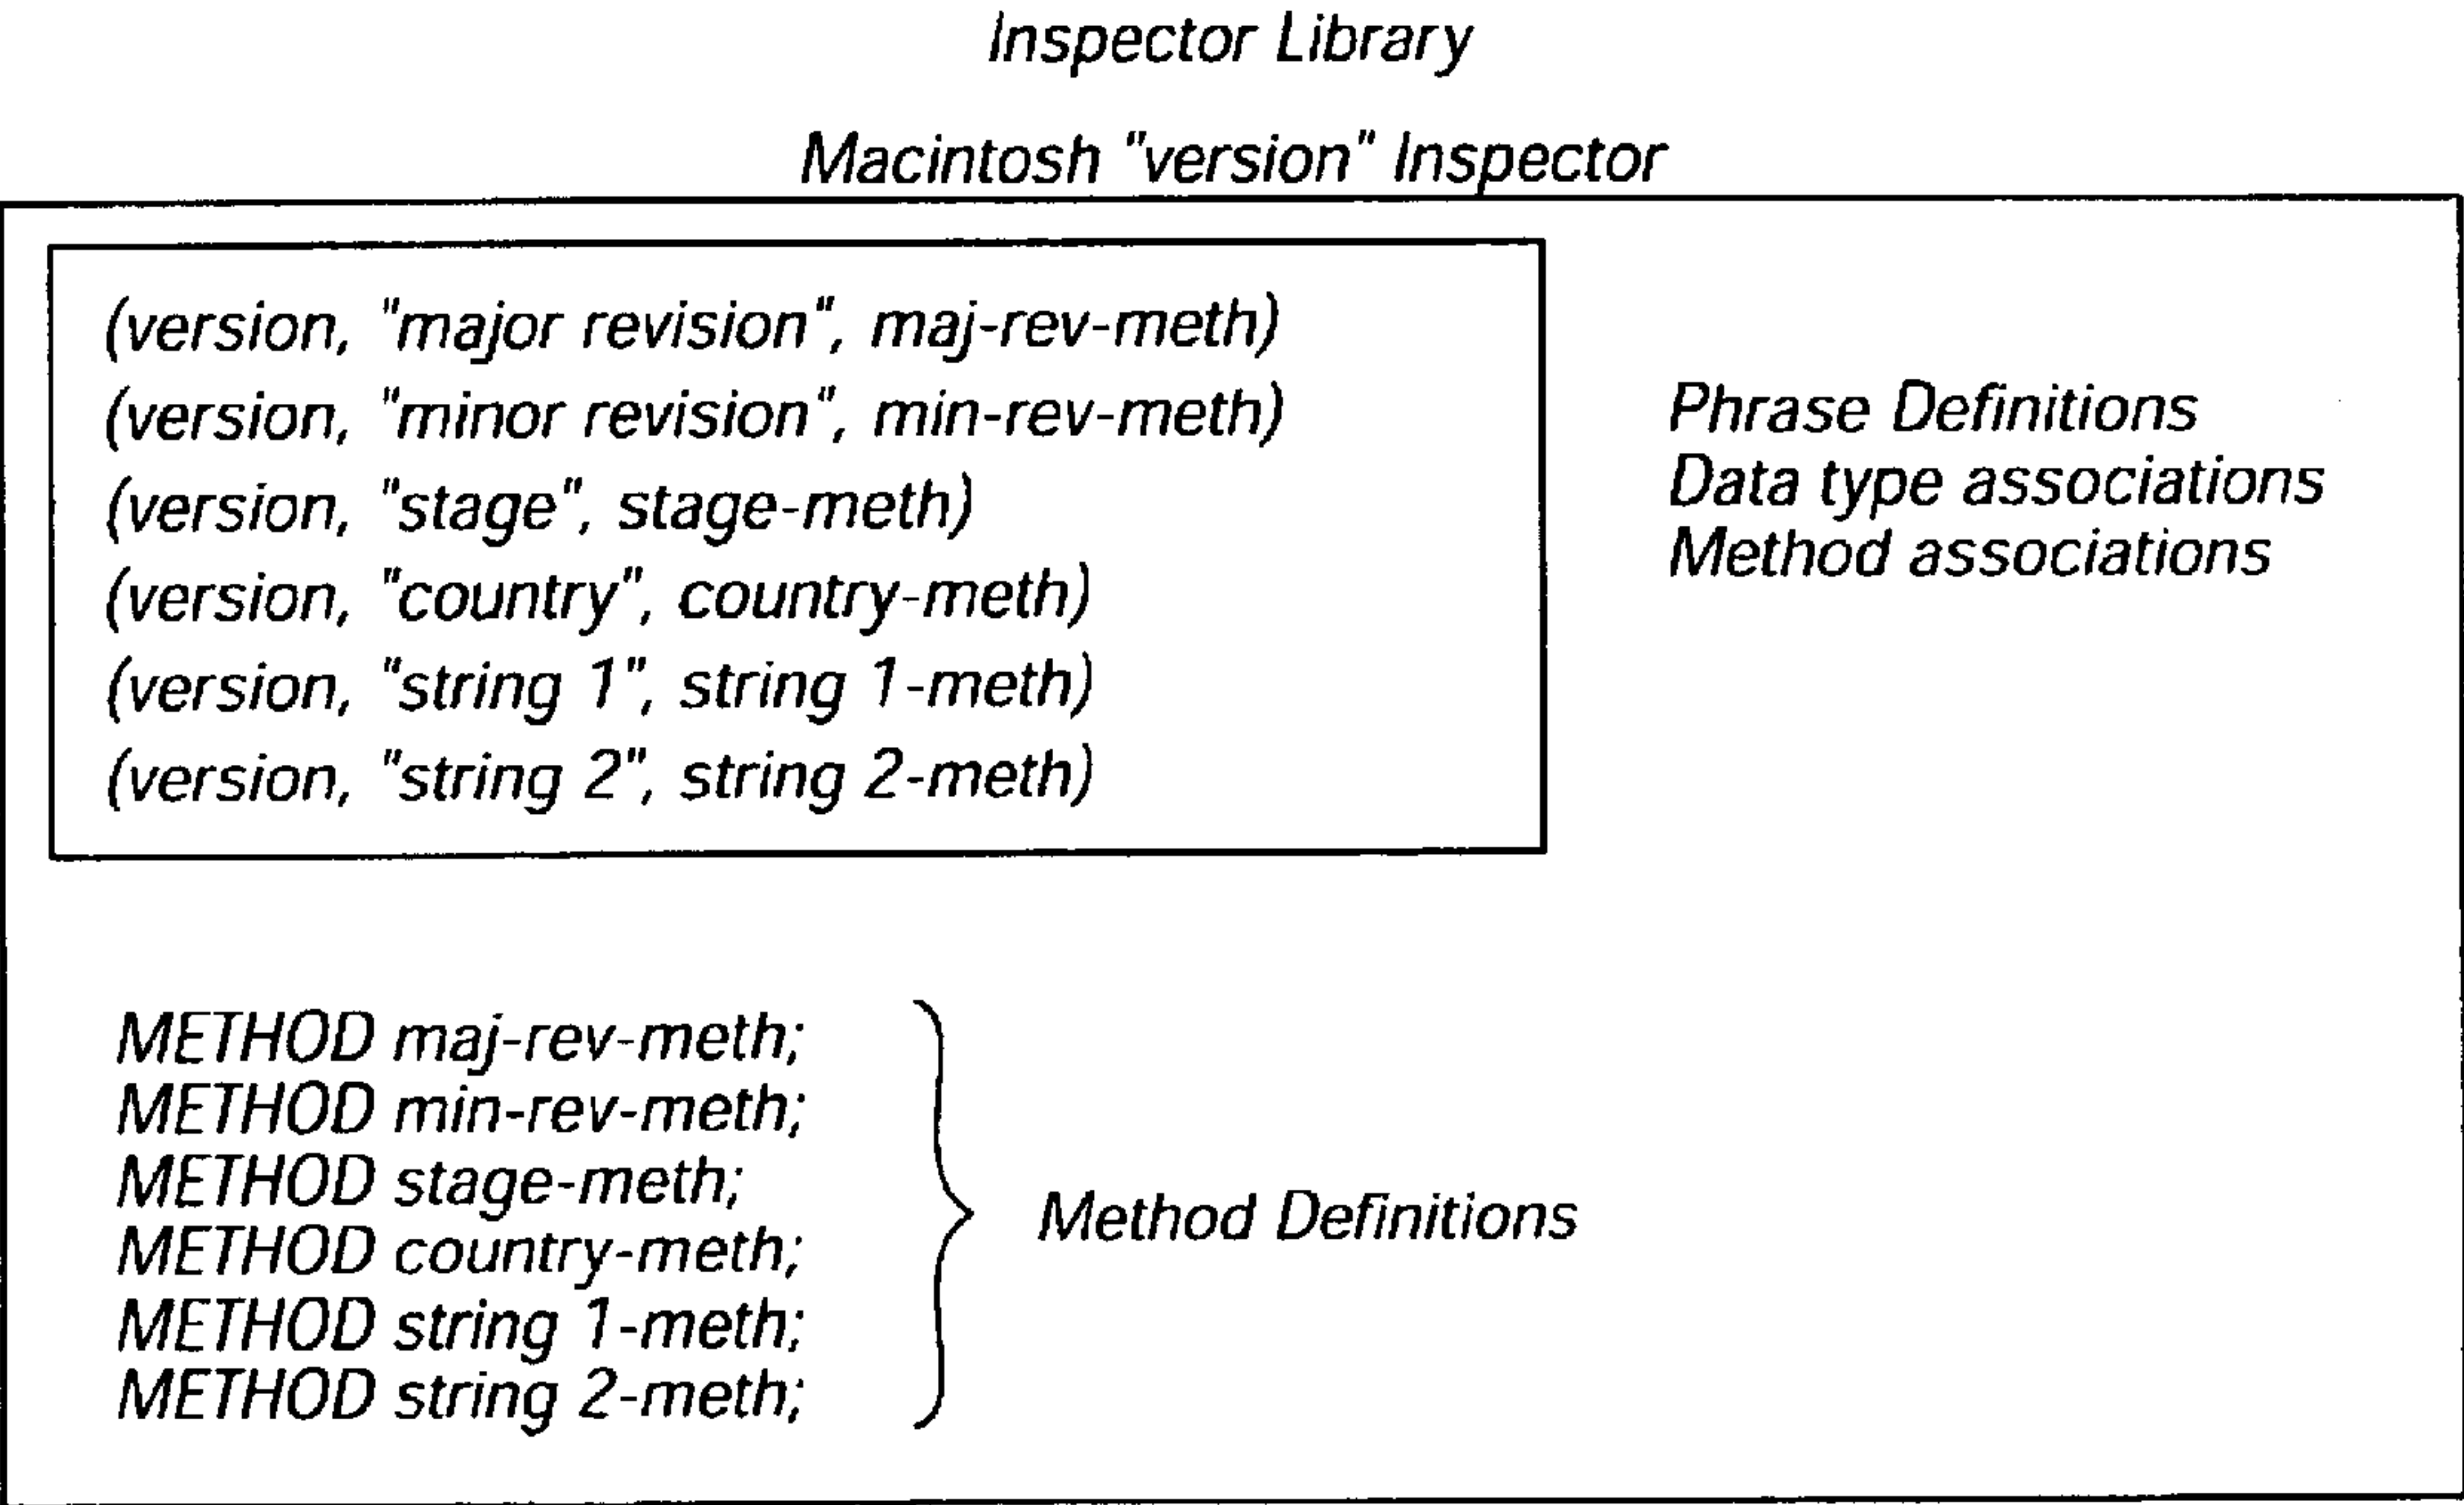 Inspector Library
Macintosh "version" Inspector
(version, "major revision", maj-rev-meth)
(version, "minor revision", min-rev-meth)
(version, "stage", stage-meth)
(version, "country", country-meth)
(version, "string 1", string 1-meth)
(version, "string 2", string 2-meth)
Phrase Definitions
Data type associations
Method associations
METHOD maj-rev-meth;
METHOD min-rev-meth;
METHOD stage-meth;
METHOD country-meth;
METHOD string 1-meth;
METHOD string 2-meth;
Method Definitions